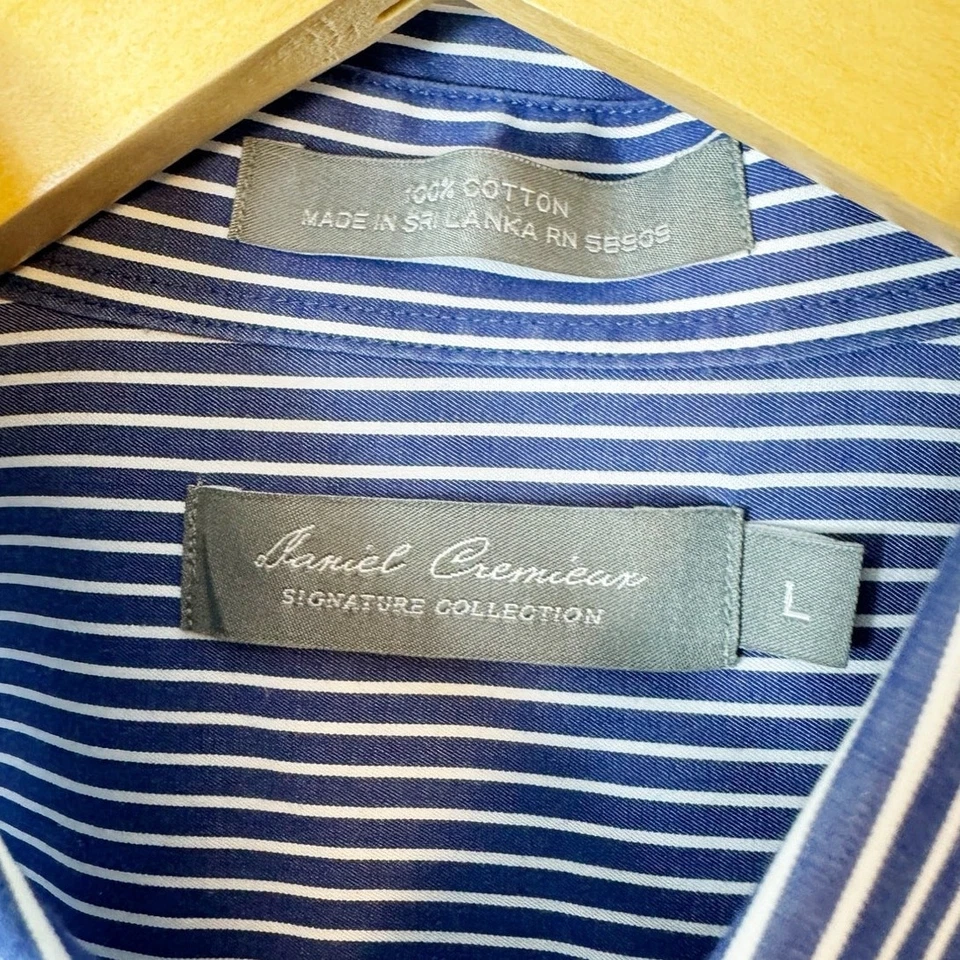 100% COTTON
MADE IN SRI LANKA RN 58909
Daniel Cremieux
SIGNATURE COLLECTION
L